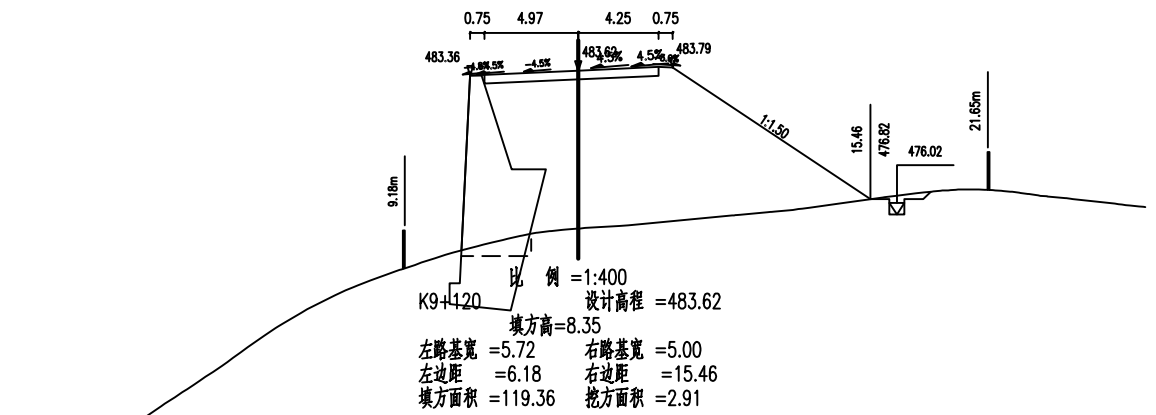 0.75 4.97 4.25 0.75
483.36 483.62 483.79
-4.5% 4.5% 4.5%
1:1.50
9.18m
15.46
476.82
476.02
21.65m
比 例 =1:400
K9+120 设计高程 =483.62
填方高=8.35
左路基宽 =5.72 右路基宽 =5.00
左边距 =6.18 右边距 =15.46
填方面积 =119.36 挖方面积 =2.91